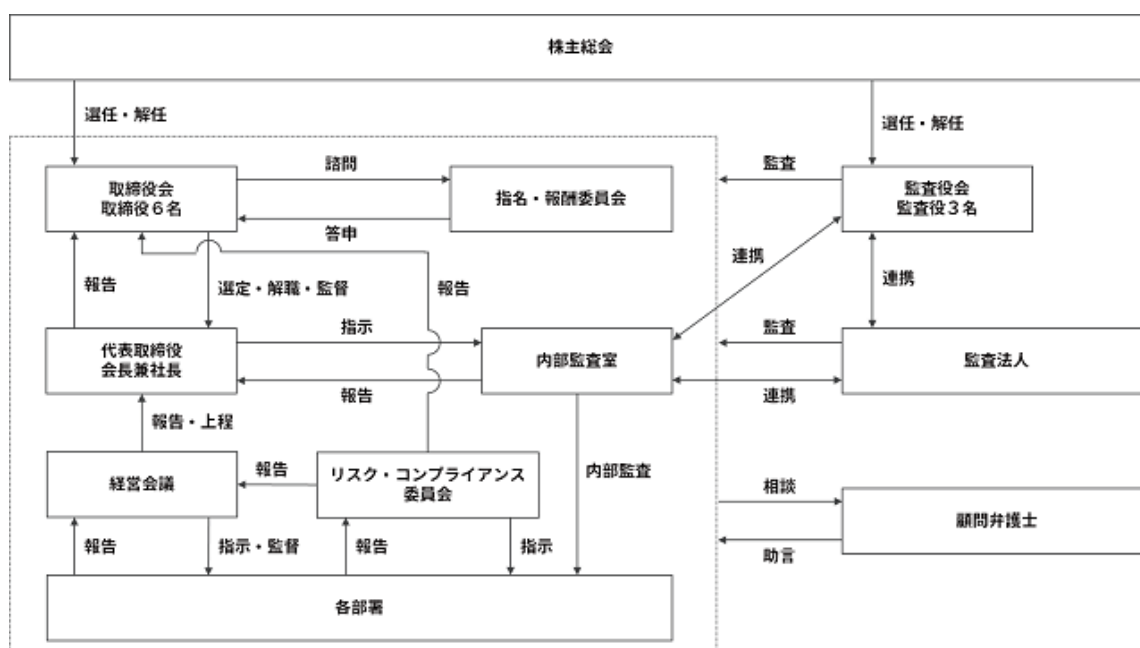 株主総会
選任・解任
選任・解任
取締役会
取締役6名
諮問
指名・報酬委員会
監査
監査役会
監査役3名
答申
報告
選定・解職・監督
報告
連携
連携
代表取締役
会長兼社長
指示
内部監査室
監査
監査法人
報告
連携
報告・上程
経営会議
報告
リスク・コンプライアンス
委員会
内部監査
相談
顧問弁護士
報告
指示・監督
報告
指示
助言
各部署